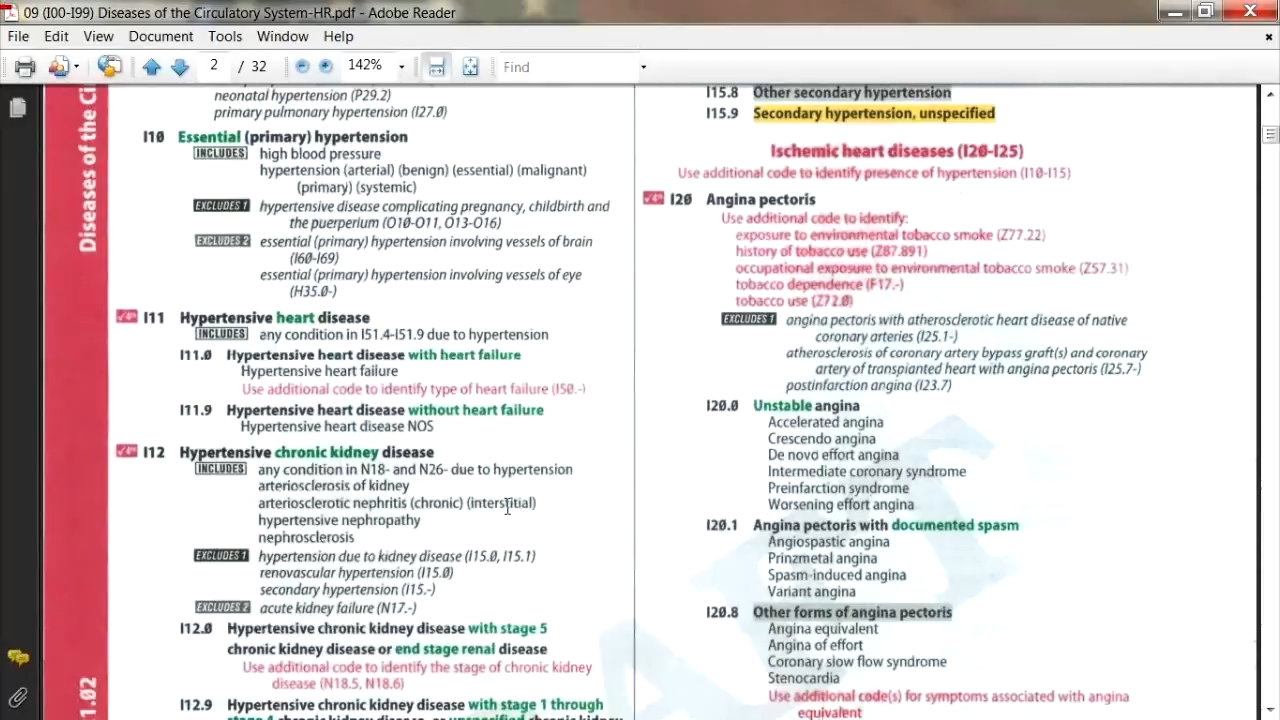 09 (I00-I99) Diseases of the Circulatory System-HR.pdf - Adobe Reader
File Edit View Document Tools Window Help
2 / 32 142% Find
Diseases of the Ci
neonatal hypertension (P29.2)
primary pulmonary hypertension (I27.0)
I10 Essential (primary) hypertension
INCLUDES high blood pressure
hypertension (arterial) (benign) (essential) (malignant)
(primary) (systemic)
EXCLUDES 1 hypertensive disease complicating pregnancy, childbirth and
the puerperium (O10-O11, O13-O16)
EXCLUDES 2 essential (primary) hypertension involving vessels of brain
(I60-I69)
essential (primary) hypertension involving vessels of eye
(H35.0-)
✓4th I11 Hypertensive heart disease
INCLUDES any condition in I51.4-I51.9 due to hypertension
I11.0 Hypertensive heart disease with heart failure
Hypertensive heart failure
Use additional code to identify type of heart failure (I50.-)
I11.9 Hypertensive heart disease without heart failure
Hypertensive heart disease NOS
✓4th I12 Hypertensive chronic kidney disease
INCLUDES any condition in N18- and N26- due to hypertension
arteriosclerosis of kidney
arteriosclerotic nephritis (chronic) (interstitial)
hypertensive nephropathy
nephrosclerosis
EXCLUDES 1 hypertension due to kidney disease (I15.0, I15.1)
renovascular hypertension (I15.0)
secondary hypertension (I15.-)
EXCLUDES 2 acute kidney failure (N17.-)
I12.0 Hypertensive chronic kidney disease with stage 5
chronic kidney disease or end stage renal disease
Use additional code to identify the stage of chronic kidney
disease (N18.5, N18.6)
I12.9 Hypertensive chronic kidney disease with stage 1 through
stage 4 chronic kidney disease, or unspecified chronic kidney
1.02
I15.8 Other secondary hypertension
I15.9 Secondary hypertension, unspecified
Ischemic heart diseases (I20-I25)
Use additional code to identify presence of hypertension (I10-I15)
✓4th I20 Angina pectoris
Use additional code to identify:
exposure to environmental tobacco smoke (Z77.22)
history of tobacco use (Z87.891)
occupational exposure to environmental tobacco smoke (Z57.31)
tobacco dependence (F17.-)
tobacco use (Z72.0)
EXCLUDES 1 angina pectoris with atherosclerotic heart disease of native
coronary arteries (I25.1-)
atherosclerosis of coronary artery bypass graft(s) and coronary
artery of transplanted heart with angina pectoris (I25.7-)
postinfarction angina (I23.7)
I20.0 Unstable angina
Accelerated angina
Crescendo angina
De novo effort angina
Intermediate coronary syndrome
Preinfarction syndrome
Worsening effort angina
I20.1 Angina pectoris with documented spasm
Angiospastic angina
Prinzmetal angina
Spasm-induced angina
Variant angina
I20.8 Other forms of angina pectoris
Angina equivalent
Angina of effort
Coronary slow flow syndrome
Stenocardia
Use additional code(s) for symptoms associated with angina
equivalent